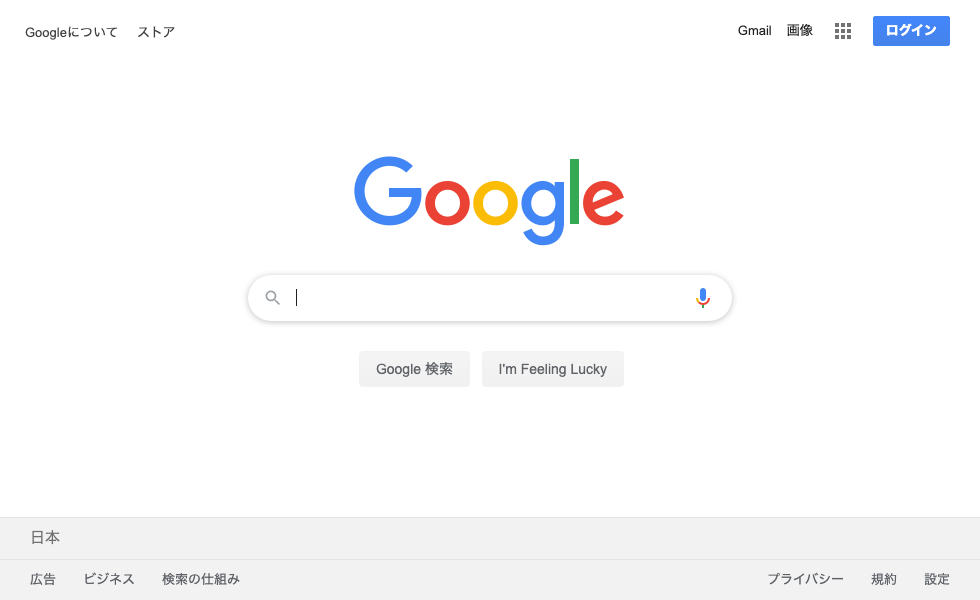 Googleについて ストア Gmail 画像 ログイン
Google
Google 検索 I'm Feeling Lucky
日本
広告 ビジネス 検索の仕組み プライバシー 規約 設定